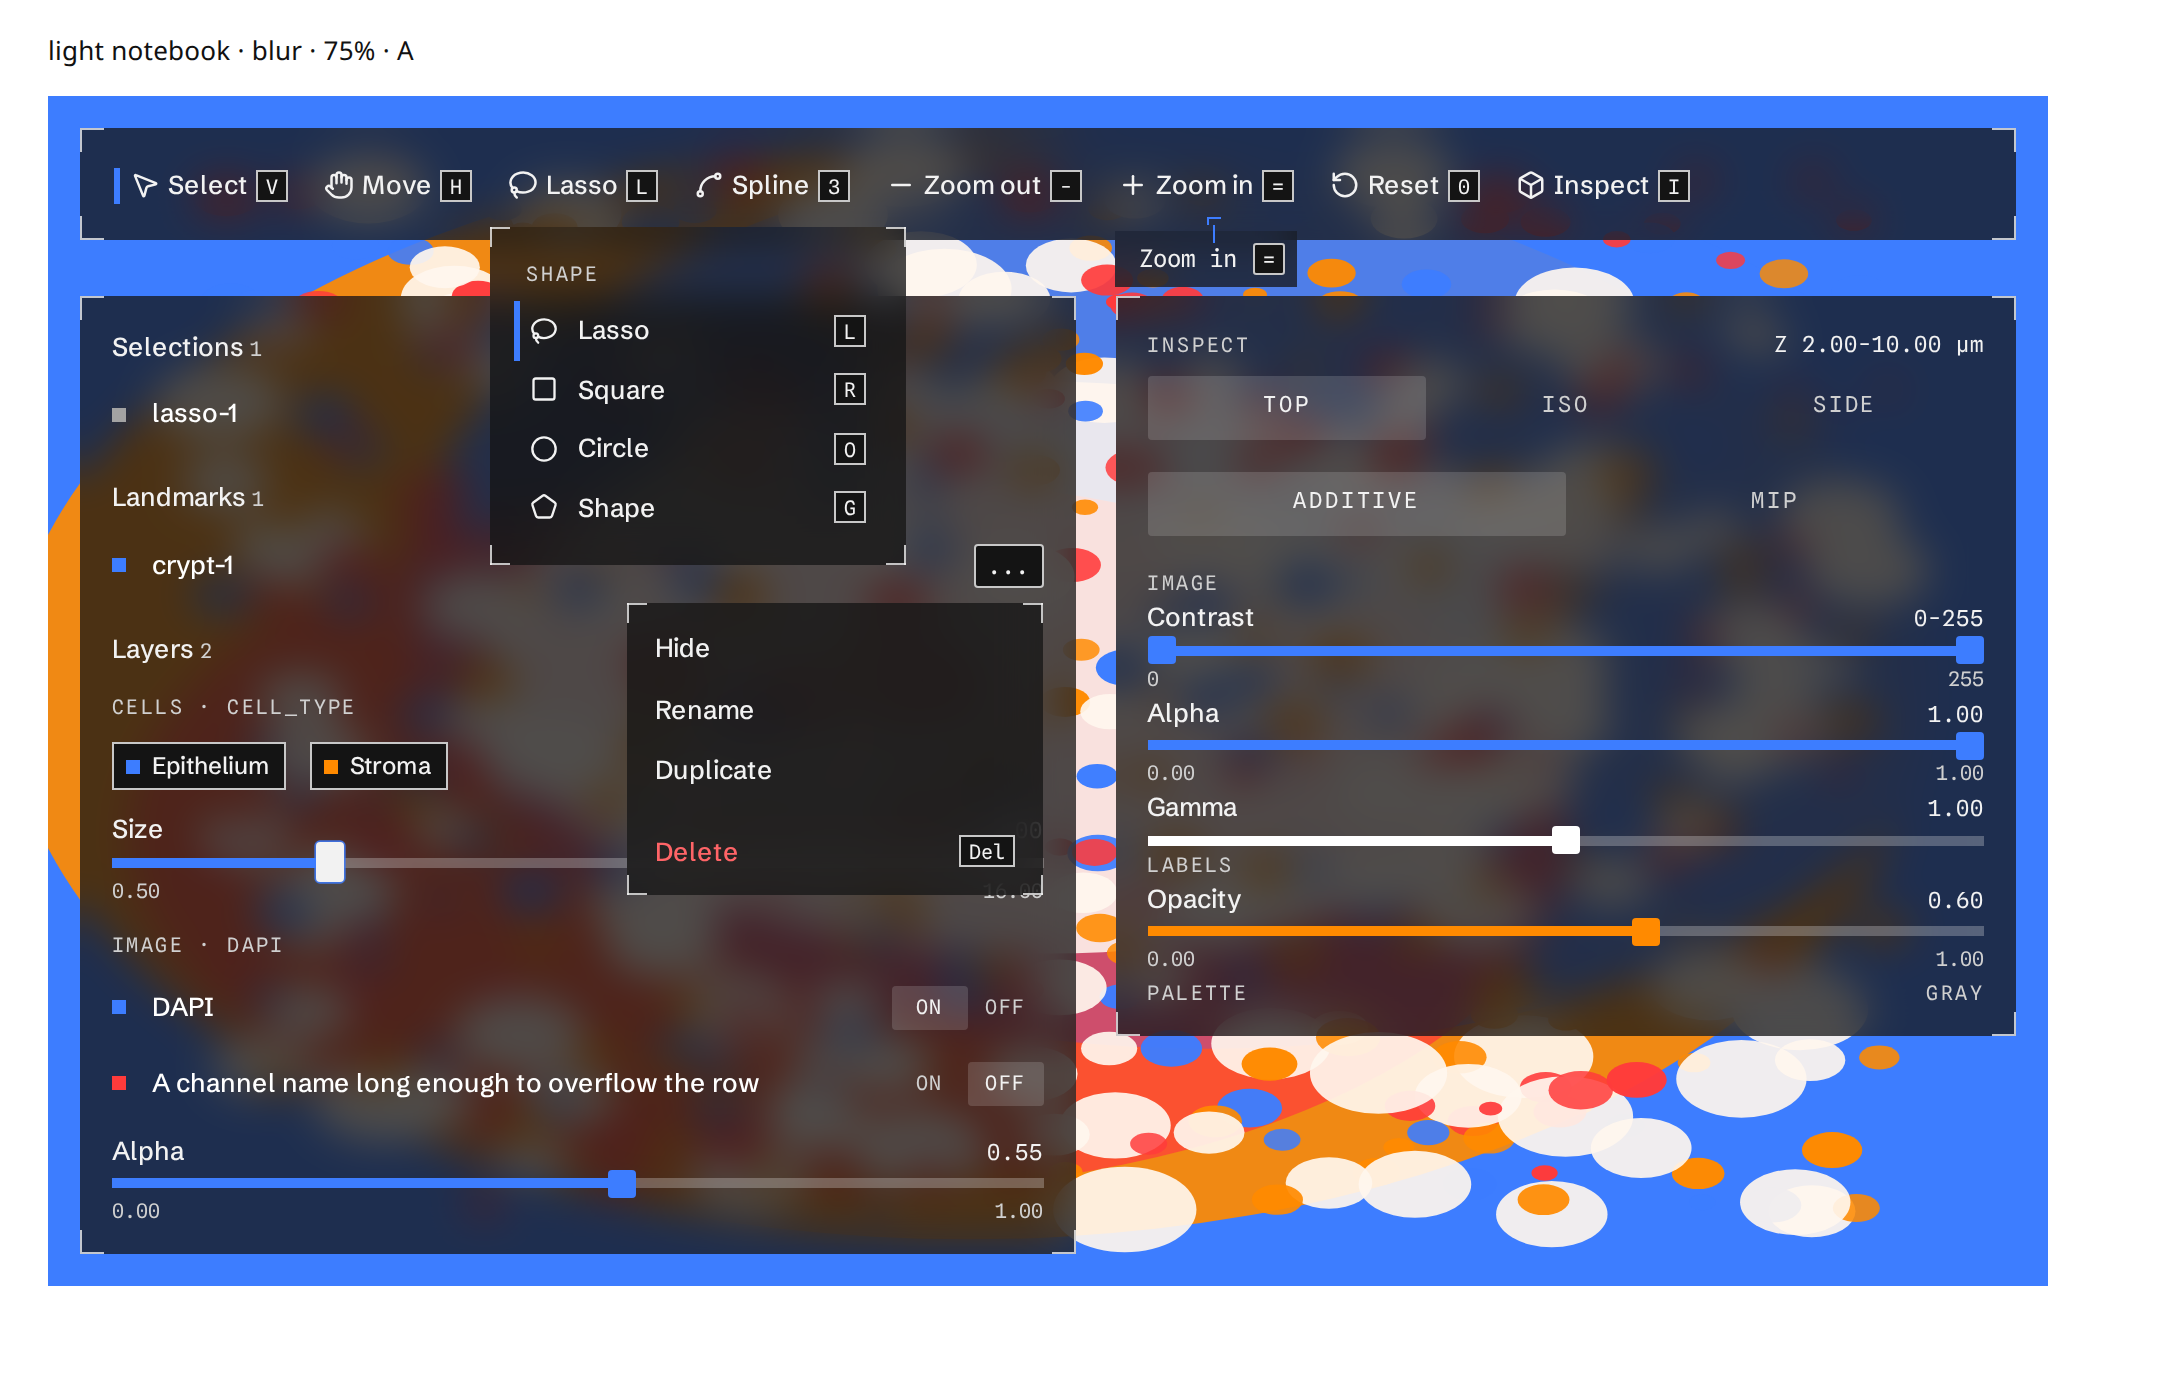 light notebook · blur · 75% · A
Select V Move H Lasso L Spline 3 Zoom out - Zoom in = Reset 0 Inspect I
Zoom in =
SHAPE
Lasso L
Square R
Circle O
Shape G
Selections 1
lasso-1
Landmarks 1
crypt-1 ...
Layers 2
CELLS · CELL_TYPE
Epithelium Stroma
Size
0.50 16.00
Hide
Rename
Duplicate
Delete Del
IMAGE · DAPI
DAPI ON OFF
A channel name long enough to overflow the row ON OFF
Alpha 0.55
0.00 1.00
INSPECT Z 2.00-10.00 µm
TOP ISO SIDE
ADDITIVE MIP
IMAGE
Contrast 0-255
0 255
Alpha 1.00
0.00 1.00
Gamma 1.00
LABELS
Opacity 0.60
0.00 1.00
PALETTE GRAY